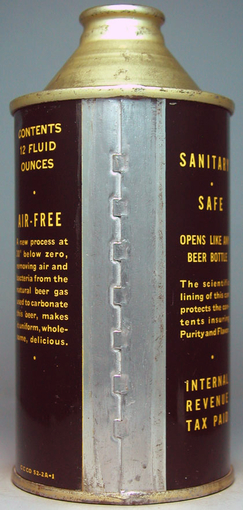 CONTENTS
12 FLUID
OUNCES
AIR-FREE
A new process at
below zero,
removing air and
bacteria from the
natural beer gas
used to carbonate
this beer, makes
it uniform, whole-
some, delicious.
SANITARY
SAFE
OPENS LIKE ANY
BEER BOTTLE
The scientific
lining of this can
protects the con-
tents insuring
Purity and Flavor
INTERNAL
REVENUE
TAX PAID